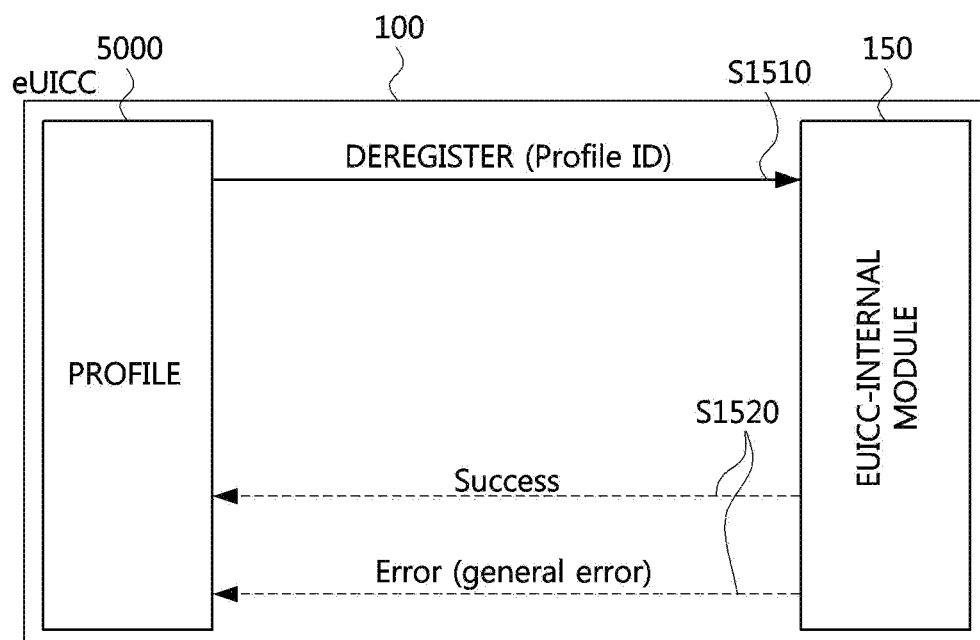 5000
100
150
eUICC
S1510
DEREGISTER (Profile ID)
PROFILE
EUICC-INTERNAL
MODULE
S1520
Success
Error (general error)